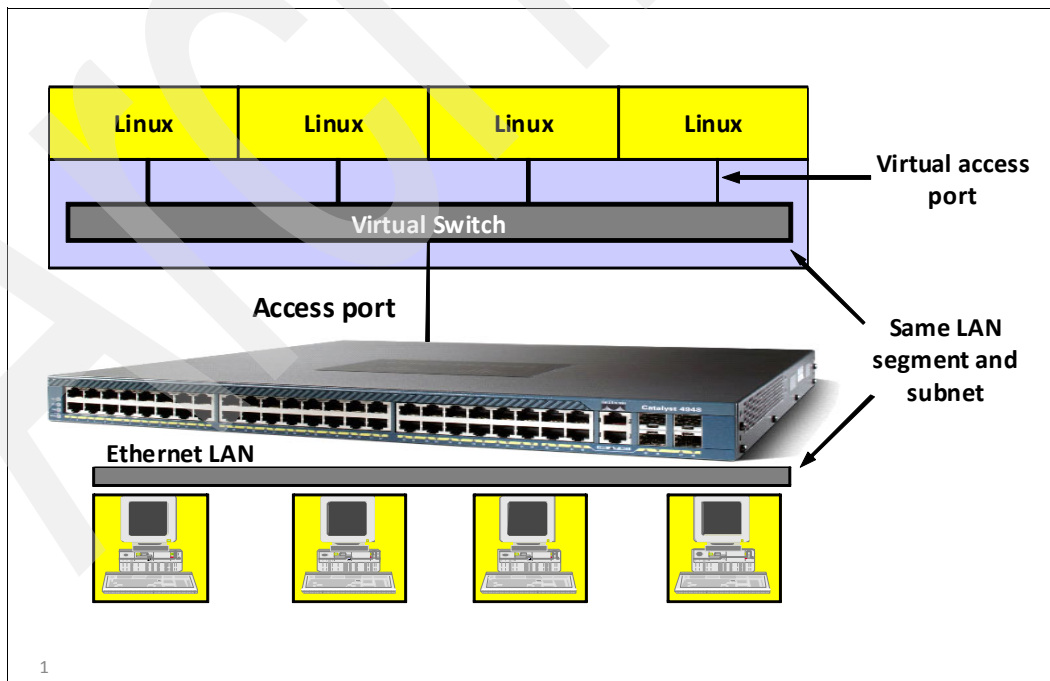 Linux
Linux
Linux
Linux
Virtual access
port
Virtual Switch
Access port
Same LAN
segment and
subnet
Catalyst 4948
Ethernet LAN
1